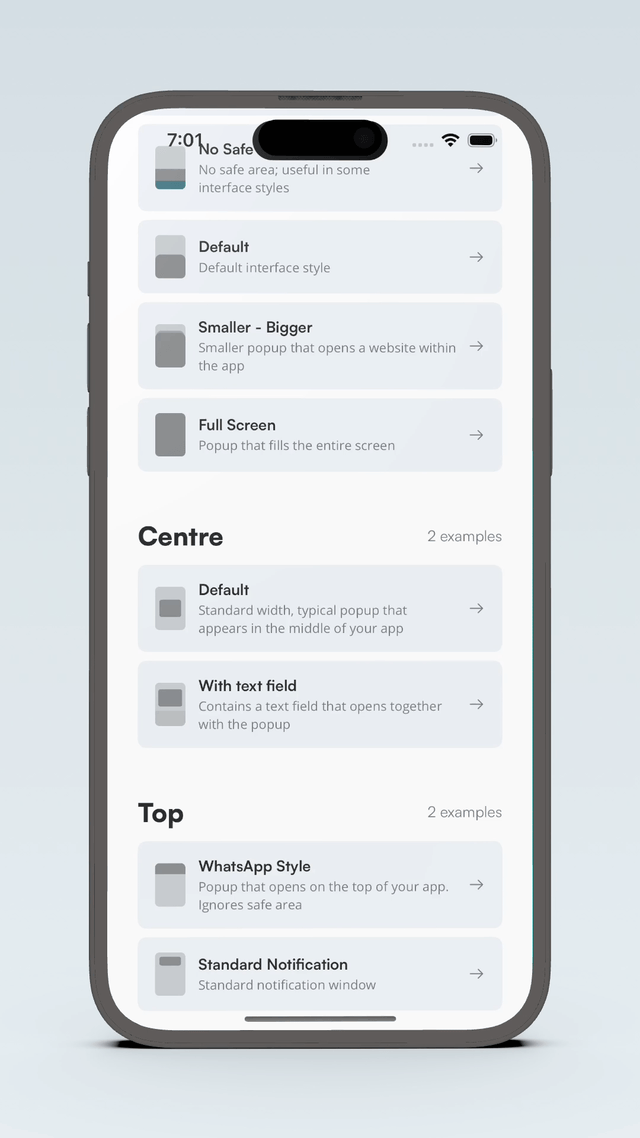 7:01
No Safe
No safe area; useful in some
interface styles
Default
Default interface style
Smaller - Bigger
Smaller popup that opens a website within
the app
Full Screen
Popup that fills the entire screen
Centre
2 examples
Default
Standard width, typical popup that
appears in the middle of your app
With text field
Contains a text field that opens together
with the popup
Top
2 examples
WhatsApp Style
Popup that opens on the top of your app.
Ignores safe area
Standard Notification
Standard notification window